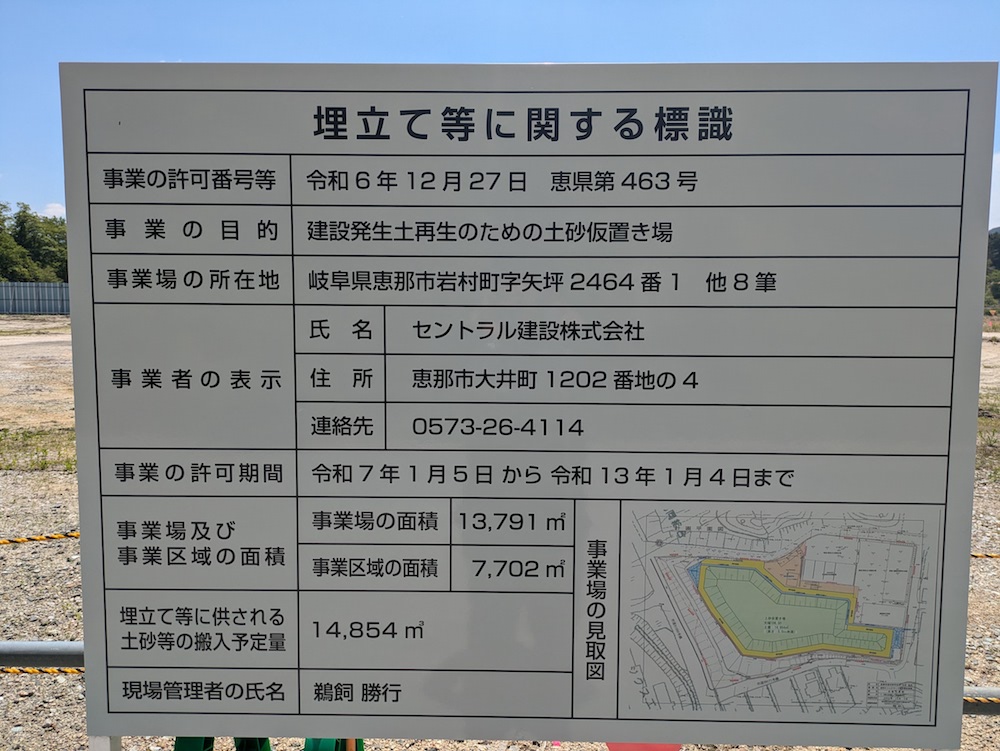 埋立て等に関する標識
事業の許可番号等 令和6年12月27日 恵県第463号
事業の目的 建設発生土再生のための土砂仮置き場
事業場の所在地 岐阜県恵那市岩村町字矢坪2464番1 他8筆
事業者の表示
氏名 セントラル建設株式会社
住所 恵那市大井町1202番地の4
連絡先 0573-26-4114
事業の許可期間 令和7年1月5日から令和13年1月4日まで
事業場及び
事業区域の面積
事業場の面積 13,791㎡
事業区域の面積 7,702㎡
埋立て等に供される
土砂等の搬入予定量
14,854㎥
現場管理者の氏名 鵜飼 勝行
事業場の見取図